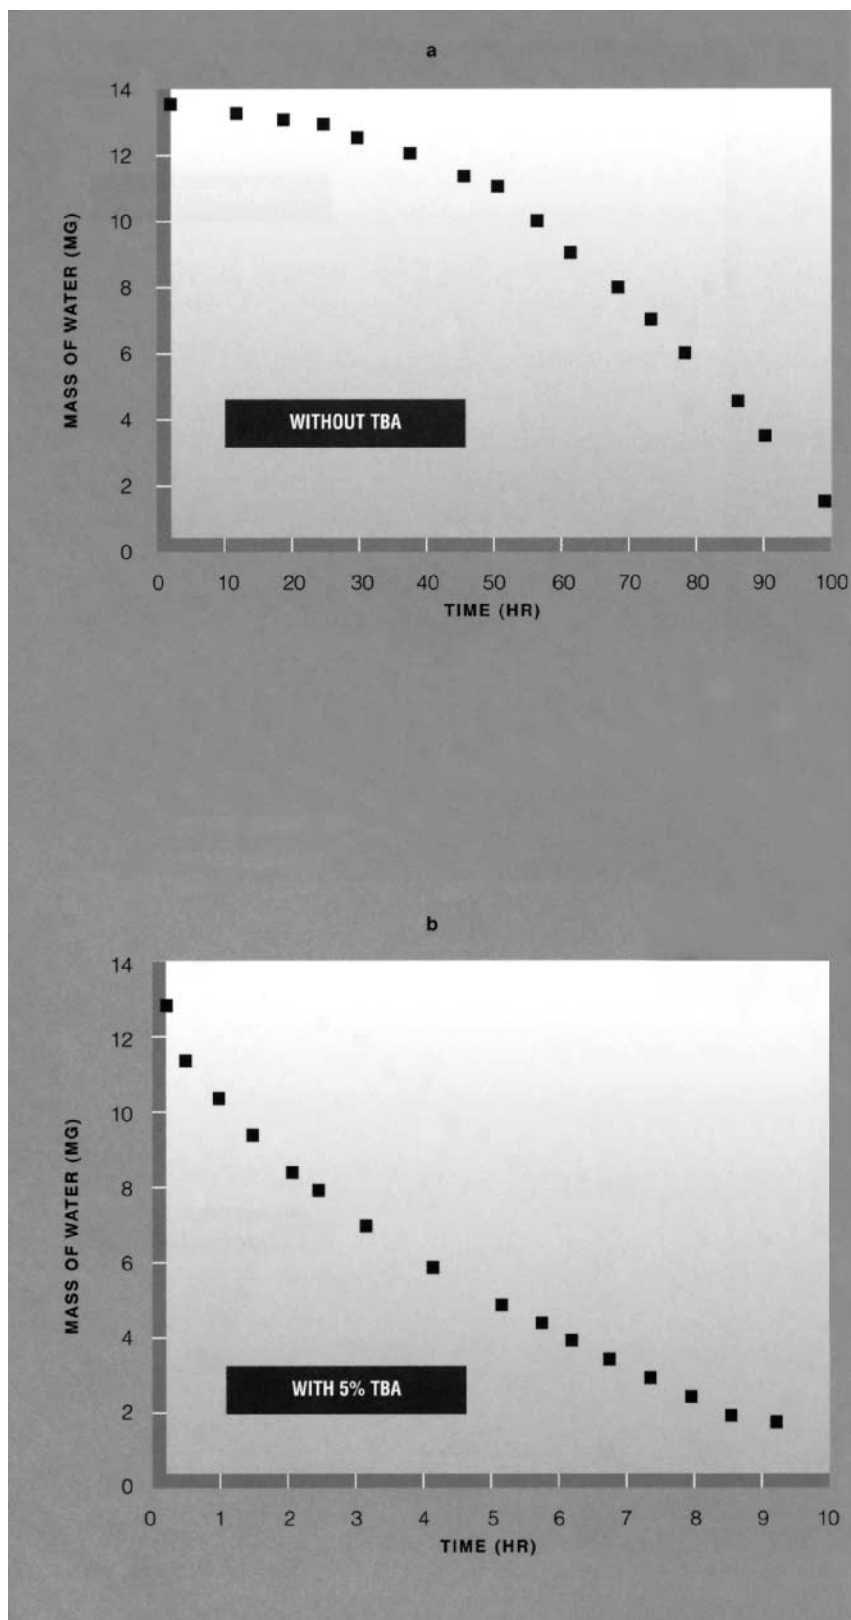 a
14
12
10
8
6
4
2
0
MASS OF WATER (MG)
WITHOUT TBA
0 10 20 30 40 50 60 70 80 90 100
TIME (HR)
b
14
12
10
8
6
4
2
0
MASS OF WATER (MG)
WITH 5% TBA
0 1 2 3 4 5 6 7 8 9 10
TIME (HR)